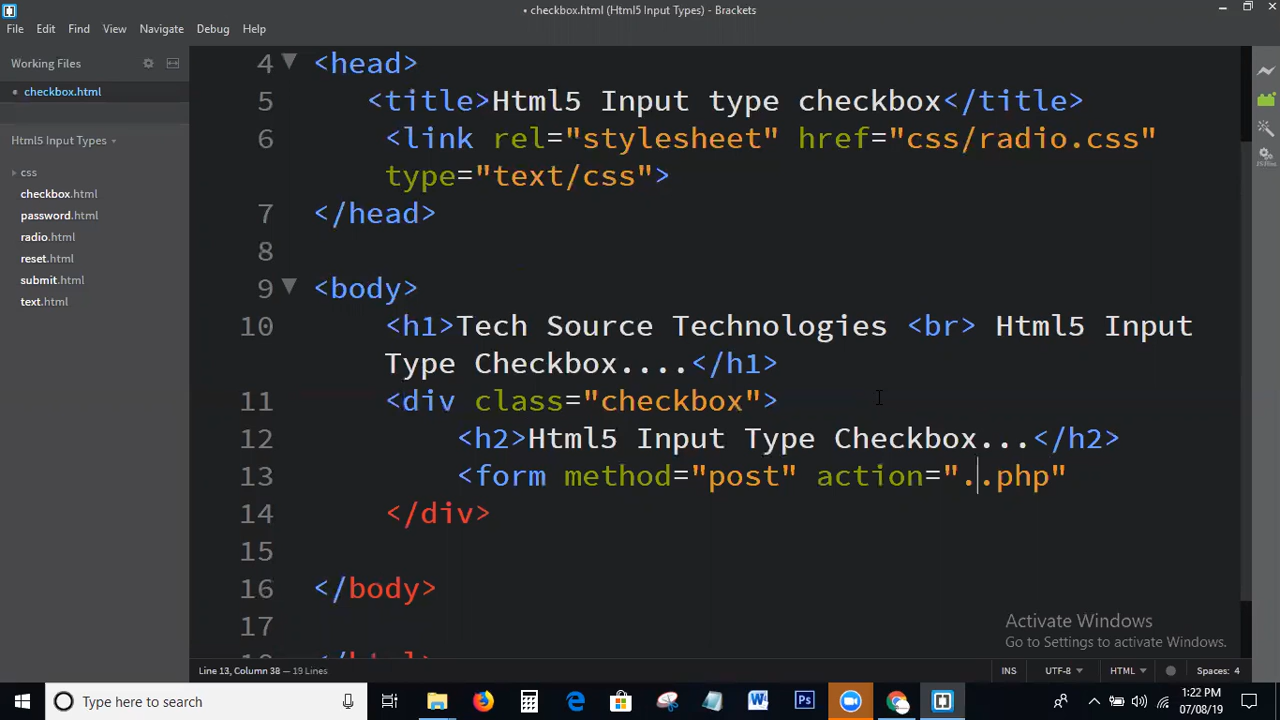 • checkbox.html (Html5 Input Types) - Brackets
File Edit Find View Navigate Debug Help
Working Files
• checkbox.html
Html5 Input Types
css
checkbox.html
password.html
radio.html
reset.html
submit.html
text.html
4 <head>
5 <title>Html5 Input type checkbox</title>
6 <link rel="stylesheet" href="css/radio.css"
type="text/css">
7 </head>
8
9 <body>
10 <h1>Tech Source Technologies <br> Html5 Input
Type Checkbox....</h1>
11 <div class="checkbox">
12 <h2>Html5 Input Type Checkbox...</h2>
13 <form method="post" action="..php"
14 </div>
15
16 </body>
17
18 </html>
Activate Windows
Go to Settings to activate Windows.
Line 13, Column 38 — 19 Lines
INS UTF-8 HTML Spaces: 4
Type here to search
1:22 PM
07/08/19